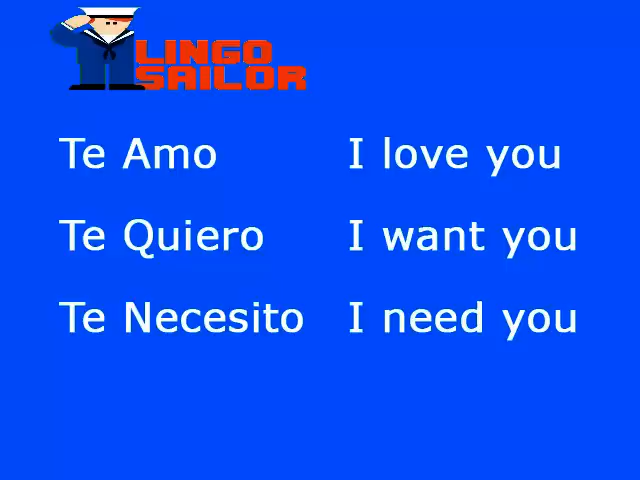 LINGO
SAILOR
Te Amo I love you
Te Quiero I want you
Te Necesito I need you